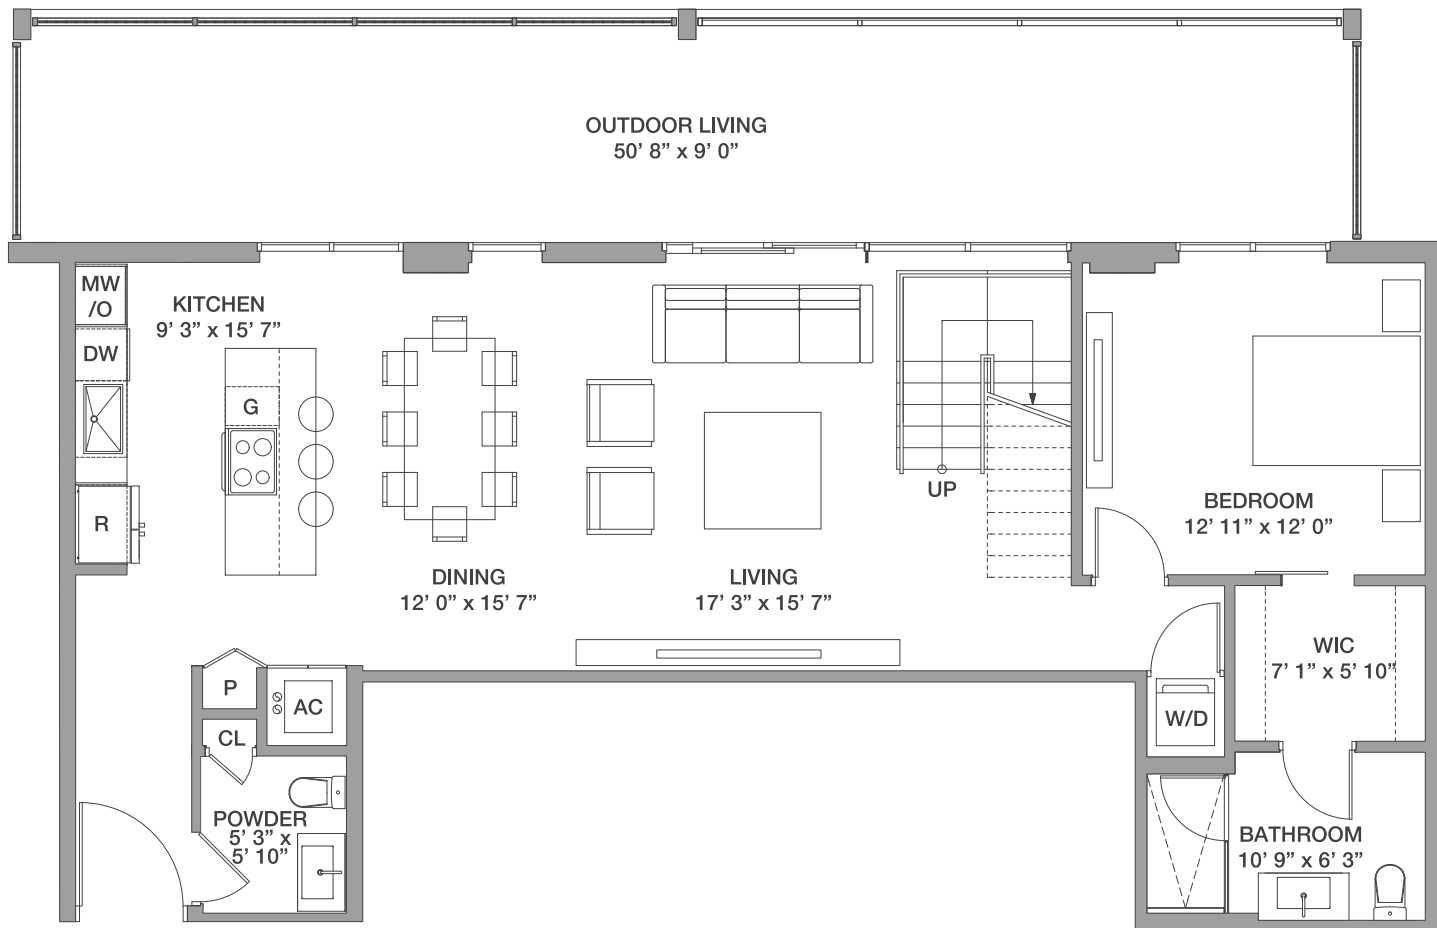 OUTDOOR LIVING
50’ 8” x 9’ 0”
MW
/O
KITCHEN
9’ 3” x 15’ 7”
DW
G
R
UP
BEDROOM
12’ 11” x 12’ 0”
DINING
12’ 0” x 15’ 7”
LIVING
17’ 3” x 15’ 7”
WIC
7’ 1” x 5’ 10”
P
AC
W/D
CL
POWDER
5’ 3” x
5’ 10”
BATHROOM
10’ 9” x 6’ 3”